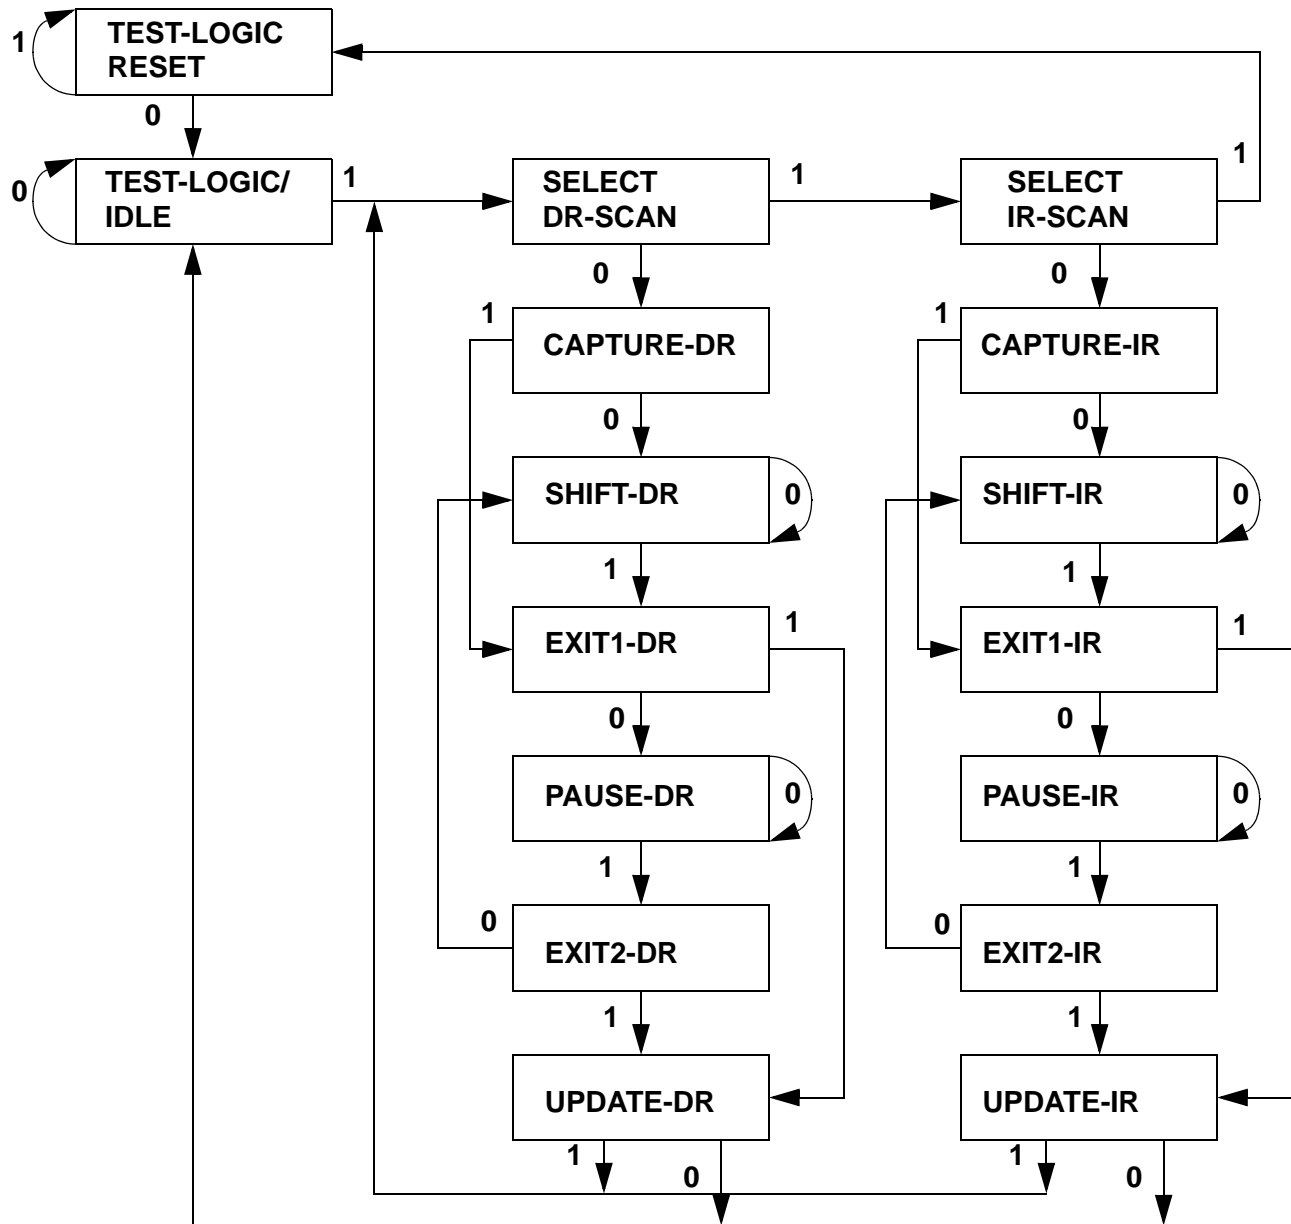 1
TEST-LOGIC
RESET
0
0
TEST-LOGIC/
IDLE
1
SELECT
DR-SCAN
1
SELECT
IR-SCAN
1
0
0
1
CAPTURE-DR
1
CAPTURE-IR
0
0
SHIFT-DR
0
SHIFT-IR
0
1
1
EXIT1-DR
1
EXIT1-IR
1
0
0
PAUSE-DR
0
PAUSE-IR
0
1
1
0
EXIT2-DR
0
EXIT2-IR
1
1
UPDATE-DR
UPDATE-IR
1
0
1
0